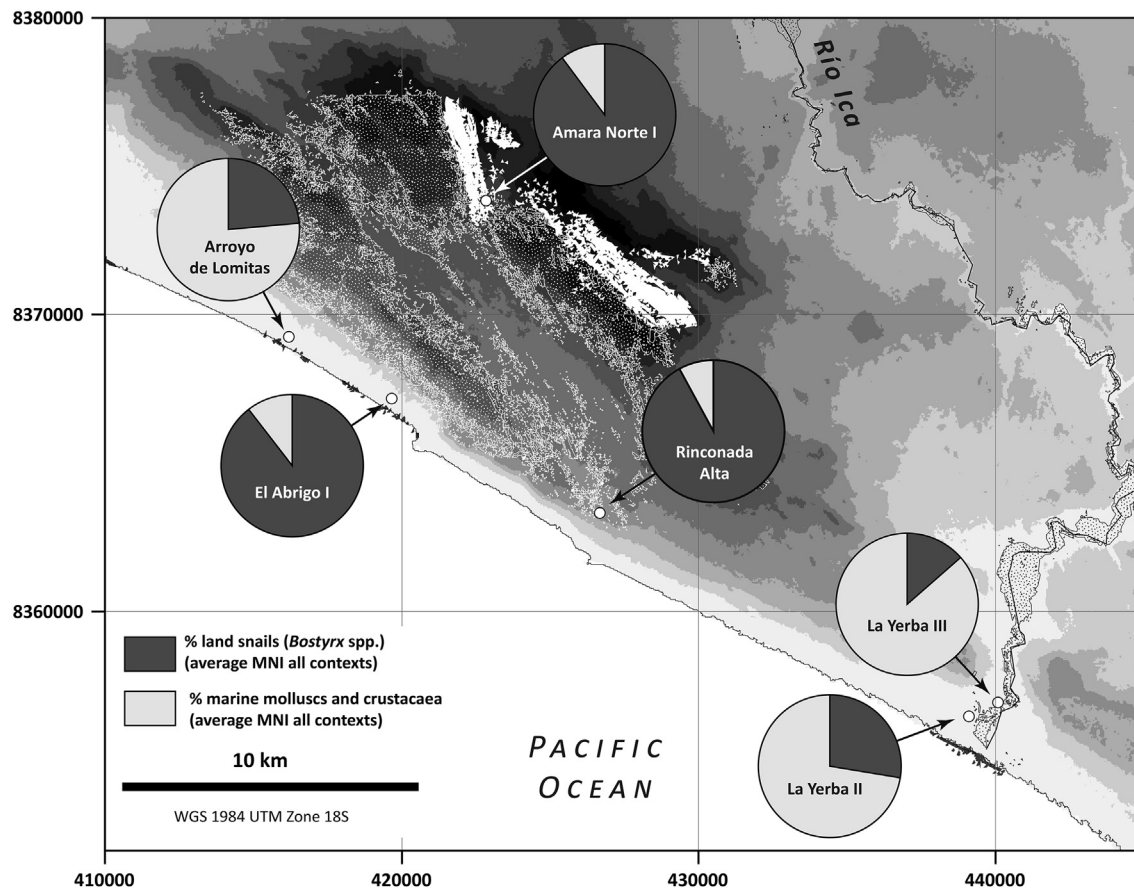 8380000
Río Ica
Amara Norte I
Arroyo
de Lomitas
8370000
Rinconada
Alta
El Abrigo I
La Yerba III
8360000
% land snails (Bostyrx spp.)
(average MNI all contexts)
% marine molluscs and crustacaea
(average MNI all contexts)
10 km
WGS 1984 UTM Zone 18S
PACIFIC
OCEAN
La Yerba II
410000
420000
430000
440000